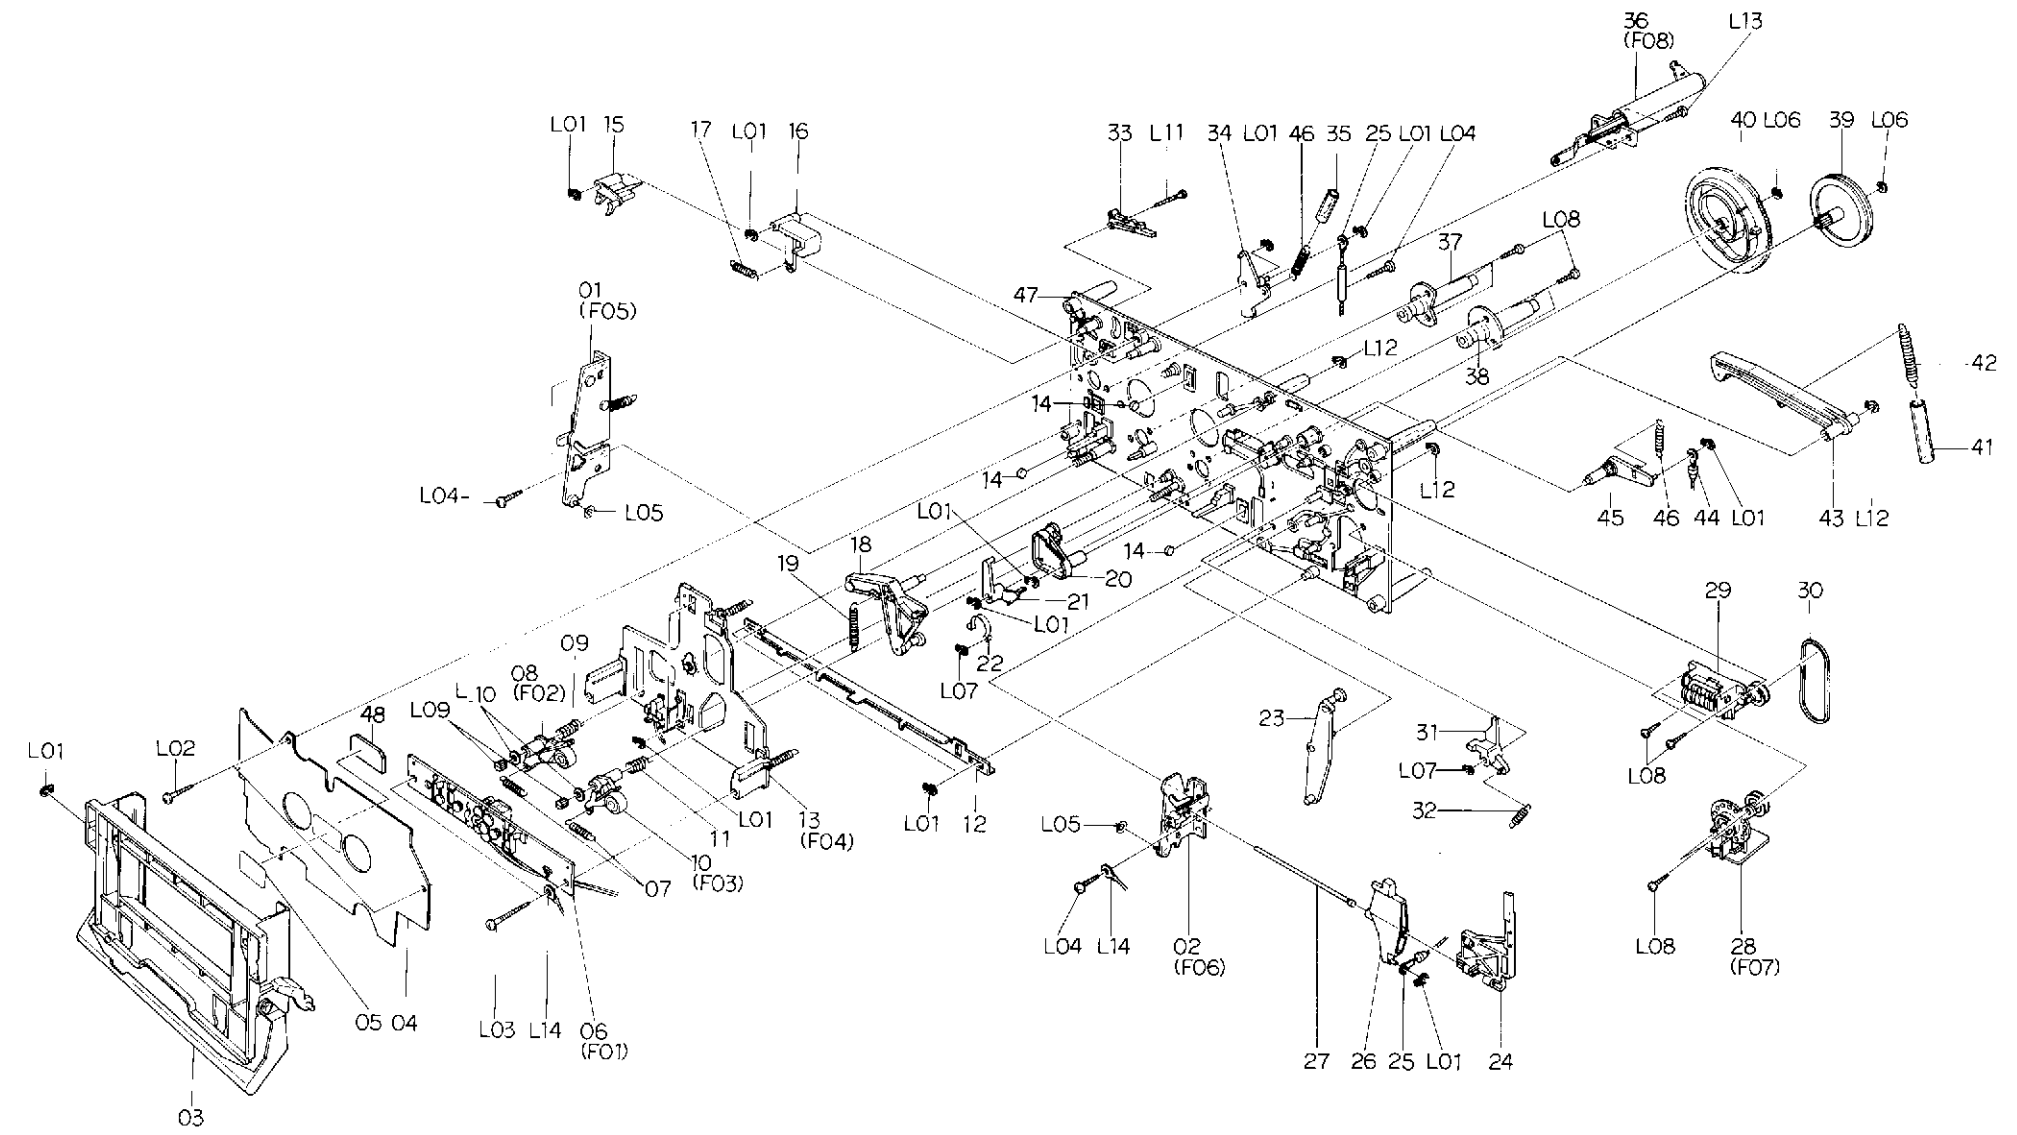 36
(F08)
L13
L01 15
17 L01 16
33 L11 34 L01 46 35 25 L01 L04
40 L06 39 L06
L08
37
01
(F05)
47
L12
38
42
14
41
L04-
L05
14
L12
45 46 44 L01
43 L12
L01
18
19
14
20
21
L01
29
30
09
22
L07
08
(F02)
L10
L09
48
23
31
L01
L02
L07
L08
32
L01
13
(F04)
L01 12
L05
11
10
(F03)
07
L04 L14
02
(F06)
L08
28
(F07)
05 04
L03 L14 06
(F01)
27 26 25 L01 24
03